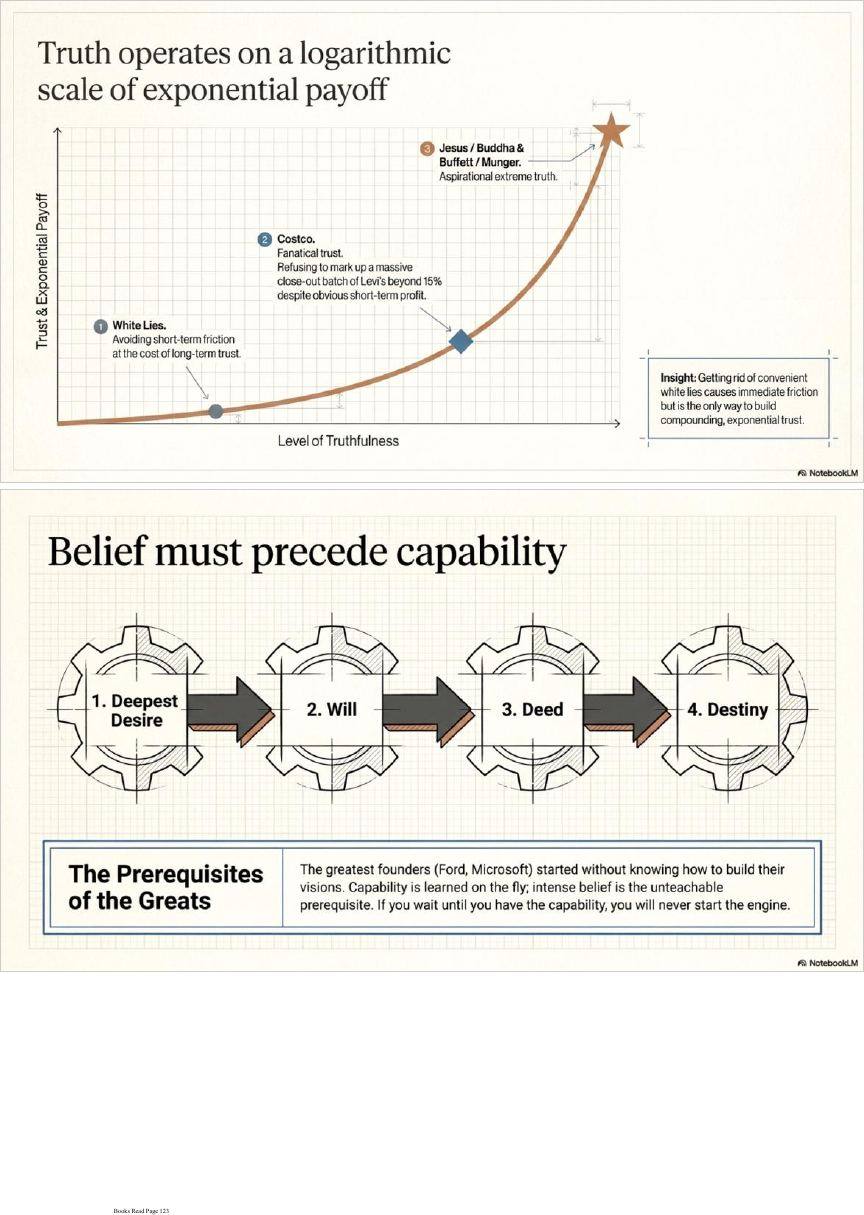 Truth operates on a logarithmic
scale of exponential payoff
Trust & Exponential Payoff
3 Jesus / Buddha &
Buffett / Munger.
Aspirational extreme truth.
2 Costco.
Fanatical trust.
Refusing to mark up a massive
close-out batch of Levi's beyond 15%
despite obvious short-term profit.
1 White Lies.
Avoiding short-term friction
at the cost of long-term trust.
Level of Truthfulness
Insight: Getting rid of convenient
white lies causes immediate friction
but is the only way to build
compounding, exponential trust.
NotebookLM
Belief must precede capability
1. Deepest
Desire
2. Will
3. Deed
4. Destiny
The Prerequisites
of the Greats
The greatest founders (Ford, Microsoft) started without knowing how to build their
visions. Capability is learned on the fly; intense belief is the unteachable
prerequisite. If you wait until you have the capability, you will never start the engine.
NotebookLM
Books Read Page 123